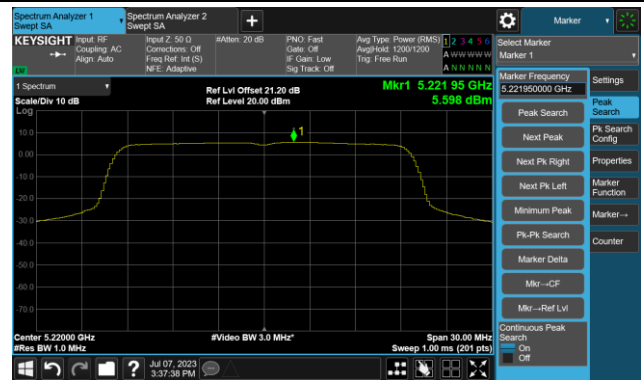 Spectrum Analyzer 1
Swept SA
Spectrum Analyzer 2
Swept SA
+
Marker
KEYSIGHT
Input: RF
Coupling: AC
Align: Auto
Input Z: 50 Ω
Corrections: Off
Freq Ref: Int (S)
NFE: Adaptive
#Atten: 20 dB
PNO: Fast
Gate: Off
IF Gain: Low
Sig Track: Off
Avg Type: Power (RMS)
Avg|Hold: 1200/1200
Trig: Free Run
1 2 3 4 5 6
A W W W W W
A N N N N N
LW
Select Marker
Marker 1
1 Spectrum
Scale/Div 10 dB
Log
Ref Lvl Offset 21.20 dB
Ref Level 20.00 dBm
Mkr1 5.221 95 GHz
5.598 dBm
1
10.0
0.00
-10.0
-20.0
-30.0
-40.0
-50.0
-60.0
-70.0
Center 5.22000 GHz
#Res BW 1.0 MHz
#Video BW 3.0 MHz*
Span 30.00 MHz
Sweep 1.00 ms (201 pts)
Marker Frequency
5.221950000 GHz
Peak Search
Next Peak
Next Pk Right
Next Pk Left
Minimum Peak
Pk-Pk Search
Marker Delta
Mkr→CF
Mkr→Ref Lvl
Continuous Peak
Search
On
Off
Settings
Peak
Search
Pk Search
Config
Properties
Marker
Function
Marker→
Counter
?
Jul 07, 2023
3:37:38 PM